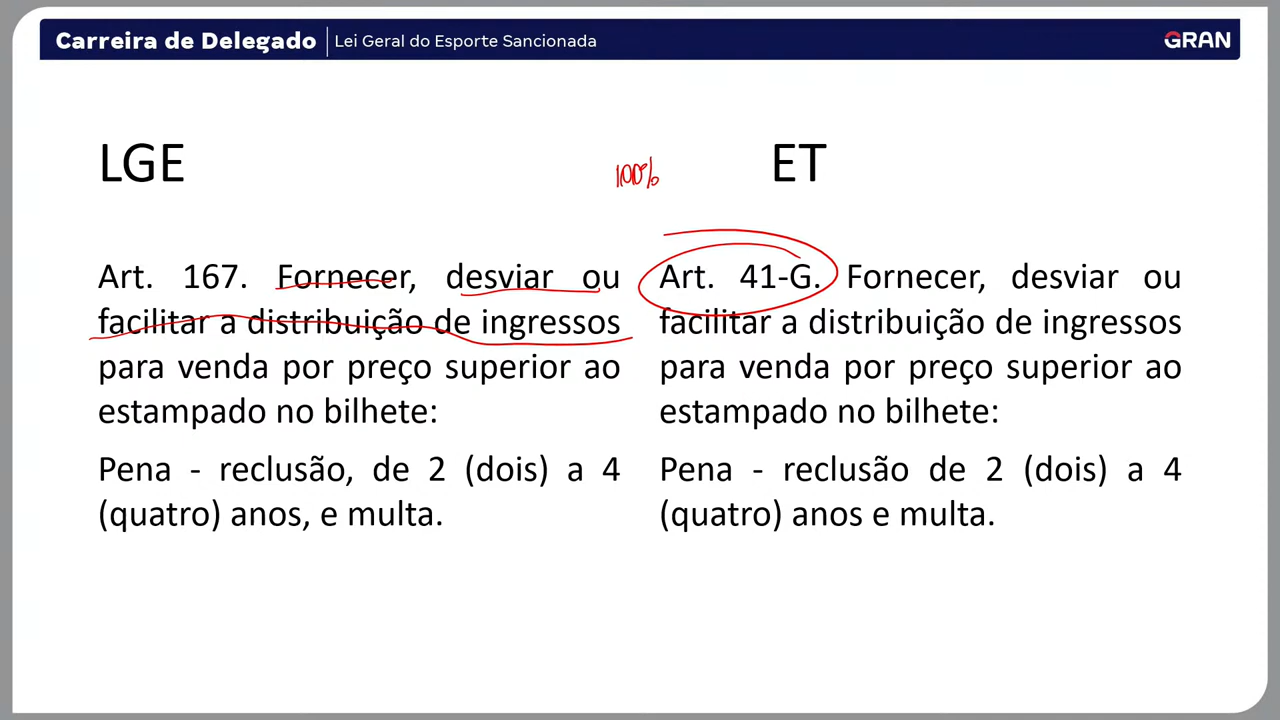 Carreira de Delegado Lei Geral do Esporte Sancionada GRAN
LGE
100%
ET
Art. 167. Fornecer, desviar ou
facilitar a distribuição de ingressos
para venda por preço superior ao
estampado no bilhete:
Pena - reclusão, de 2 (dois) a 4
(quatro) anos, e multa.
Art. 41-G. Fornecer, desviar ou
facilitar a distribuição de ingressos
para venda por preço superior ao
estampado no bilhete:
Pena - reclusão de 2 (dois) a 4
(quatro) anos e multa.